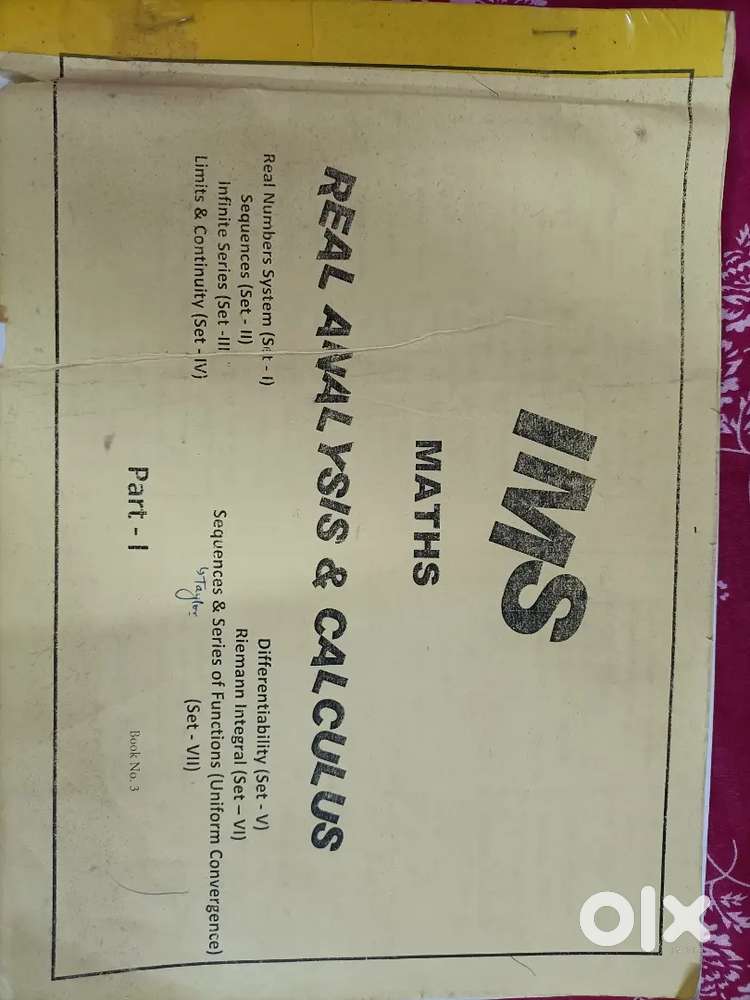 IMS
MATHS
REAL ANALYSIS & CALCULUS
Real Numbers System (Set - I)
Sequences (Set - II)
Infinite Series (Set -III
Limits & Continuity (Set - IV)
Differentiability (Set - V)
Riemann Integral (Set – VI)
Sequences & Series of Functions (Uniform Convergence)
↳Taylor
(Set - VII)
Part - I
Book No. 3
olx